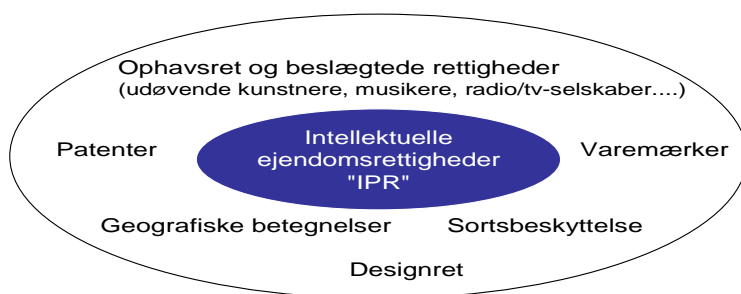 Ophavsret og beslægtede rettigheder
(udøvende kunstnere, musikere, radio/tv-selskaber....)
Patenter
Intellektuelle
ejendomsrettigheder
"IPR"
Varemærker
Geografiske betegnelser
Sortsbeskyttelse
Designret